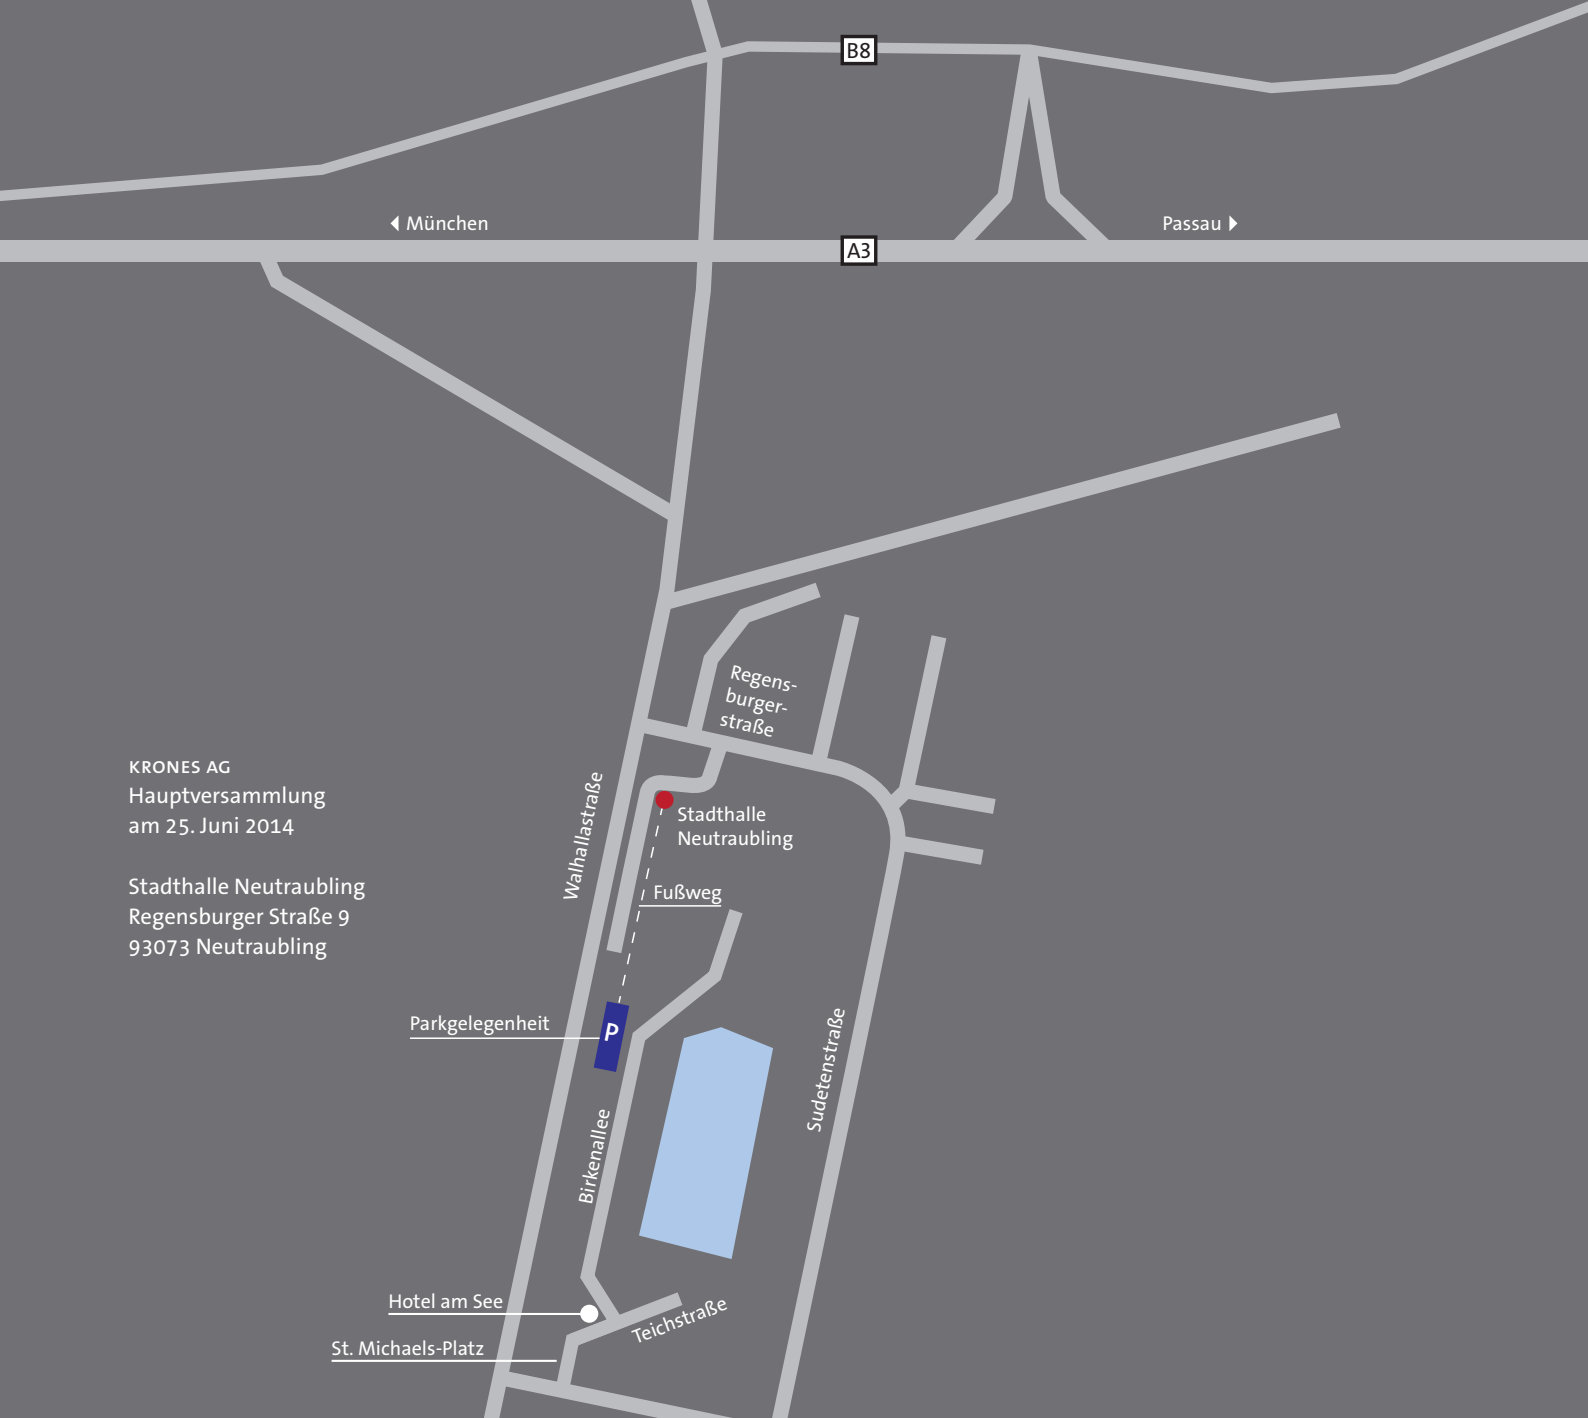 B8
München
Passau
A3
Regens-
burger-
straße
KRONES AG
Hauptversammlung
am 25. Juni 2014
Stadthalle Neutraubling
Regensburger Straße 9
93073 Neutraubling
Walhallastraße
Stadthalle
Neutraubling
Fußweg
Parkgelegenheit
P
Sudetenstraße
Birkenallee
Hotel am See
Teichstraße
St. Michaels-Platz